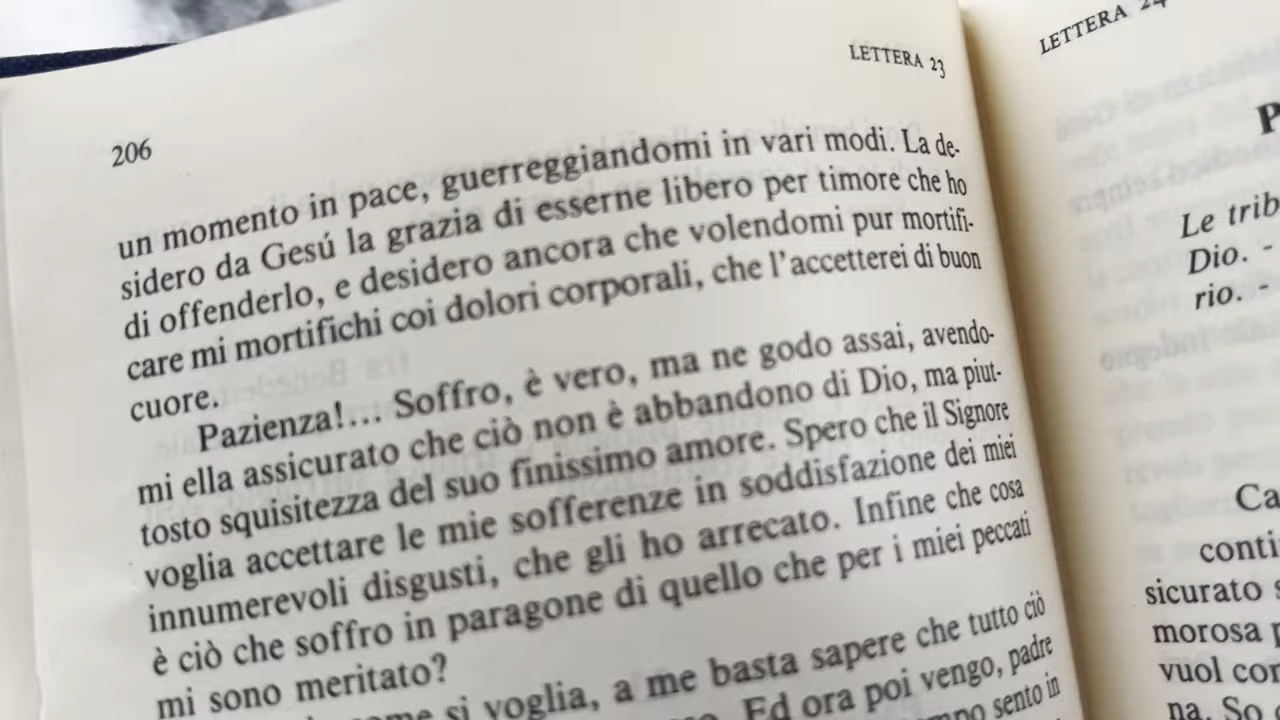 206
LETTERA 23
un momento in pace, guerreggiandomi in vari modi. La de-
sidero da Gesú la grazia di esserne libero per timore che ho
di offenderlo, e desidero ancora che volendomi pur mortifi-
care mi mortifichi coi dolori corporali, che l'accetterei di buon
cuore.
Pazienza!... Soffro, è vero, ma ne godo assai, avendo-
mi ella assicurato che ciò non è abbandono di Dio, ma piut-
tosto squisitezza del suo finissimo amore. Spero che il Signore
voglia accettare le mie sofferenze in soddisfazione dei miei
innumerevoli disgusti, che gli ho arrecato. Infine che cosa
è ciò che soffro in paragone di quello che per i miei peccati
mi sono meritato?
si voglia, a me basta sapere che tutto ciò
Ed ora poi vengo, padre
sento in
LETTERA 24
P
Le trib
Dio. -
rio. -
Ca
conti
sicurato s
morosa p
vuol con
na. So